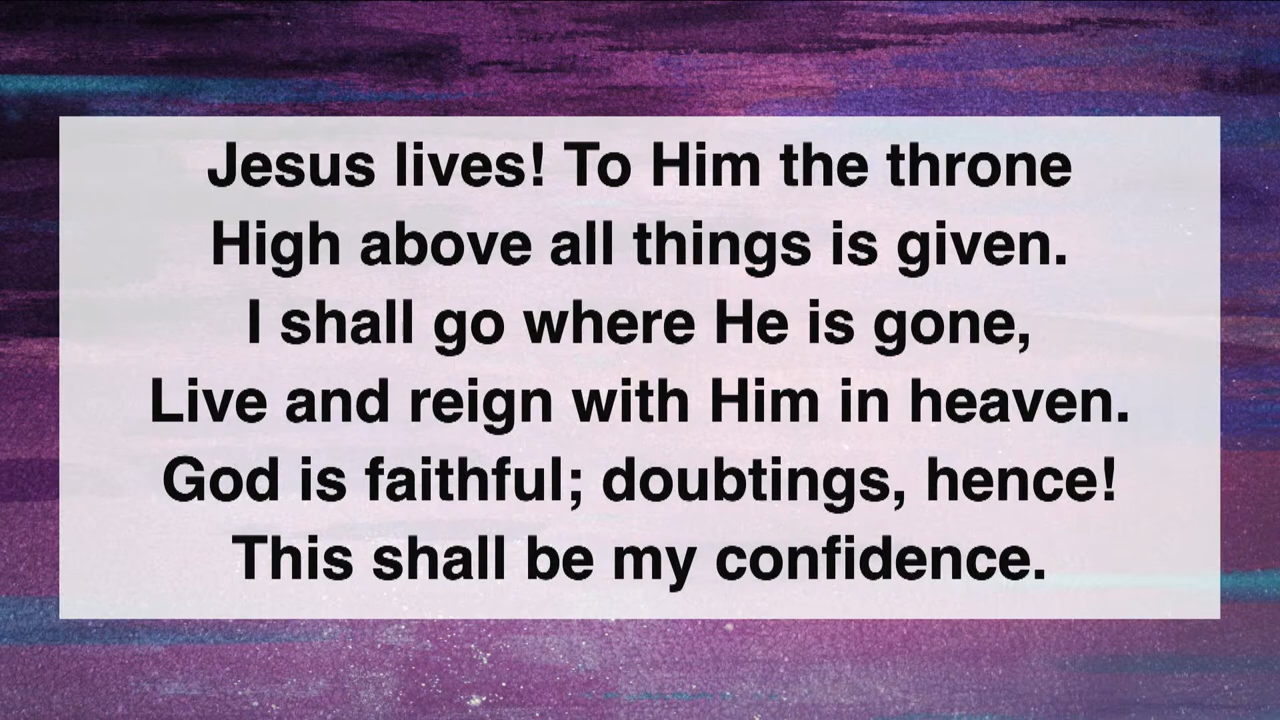 Jesus lives! To Him the throne
High above all things is given.
I shall go where He is gone,
Live and reign with Him in heaven.
God is faithful; doubtings, hence!
This shall be my confidence.